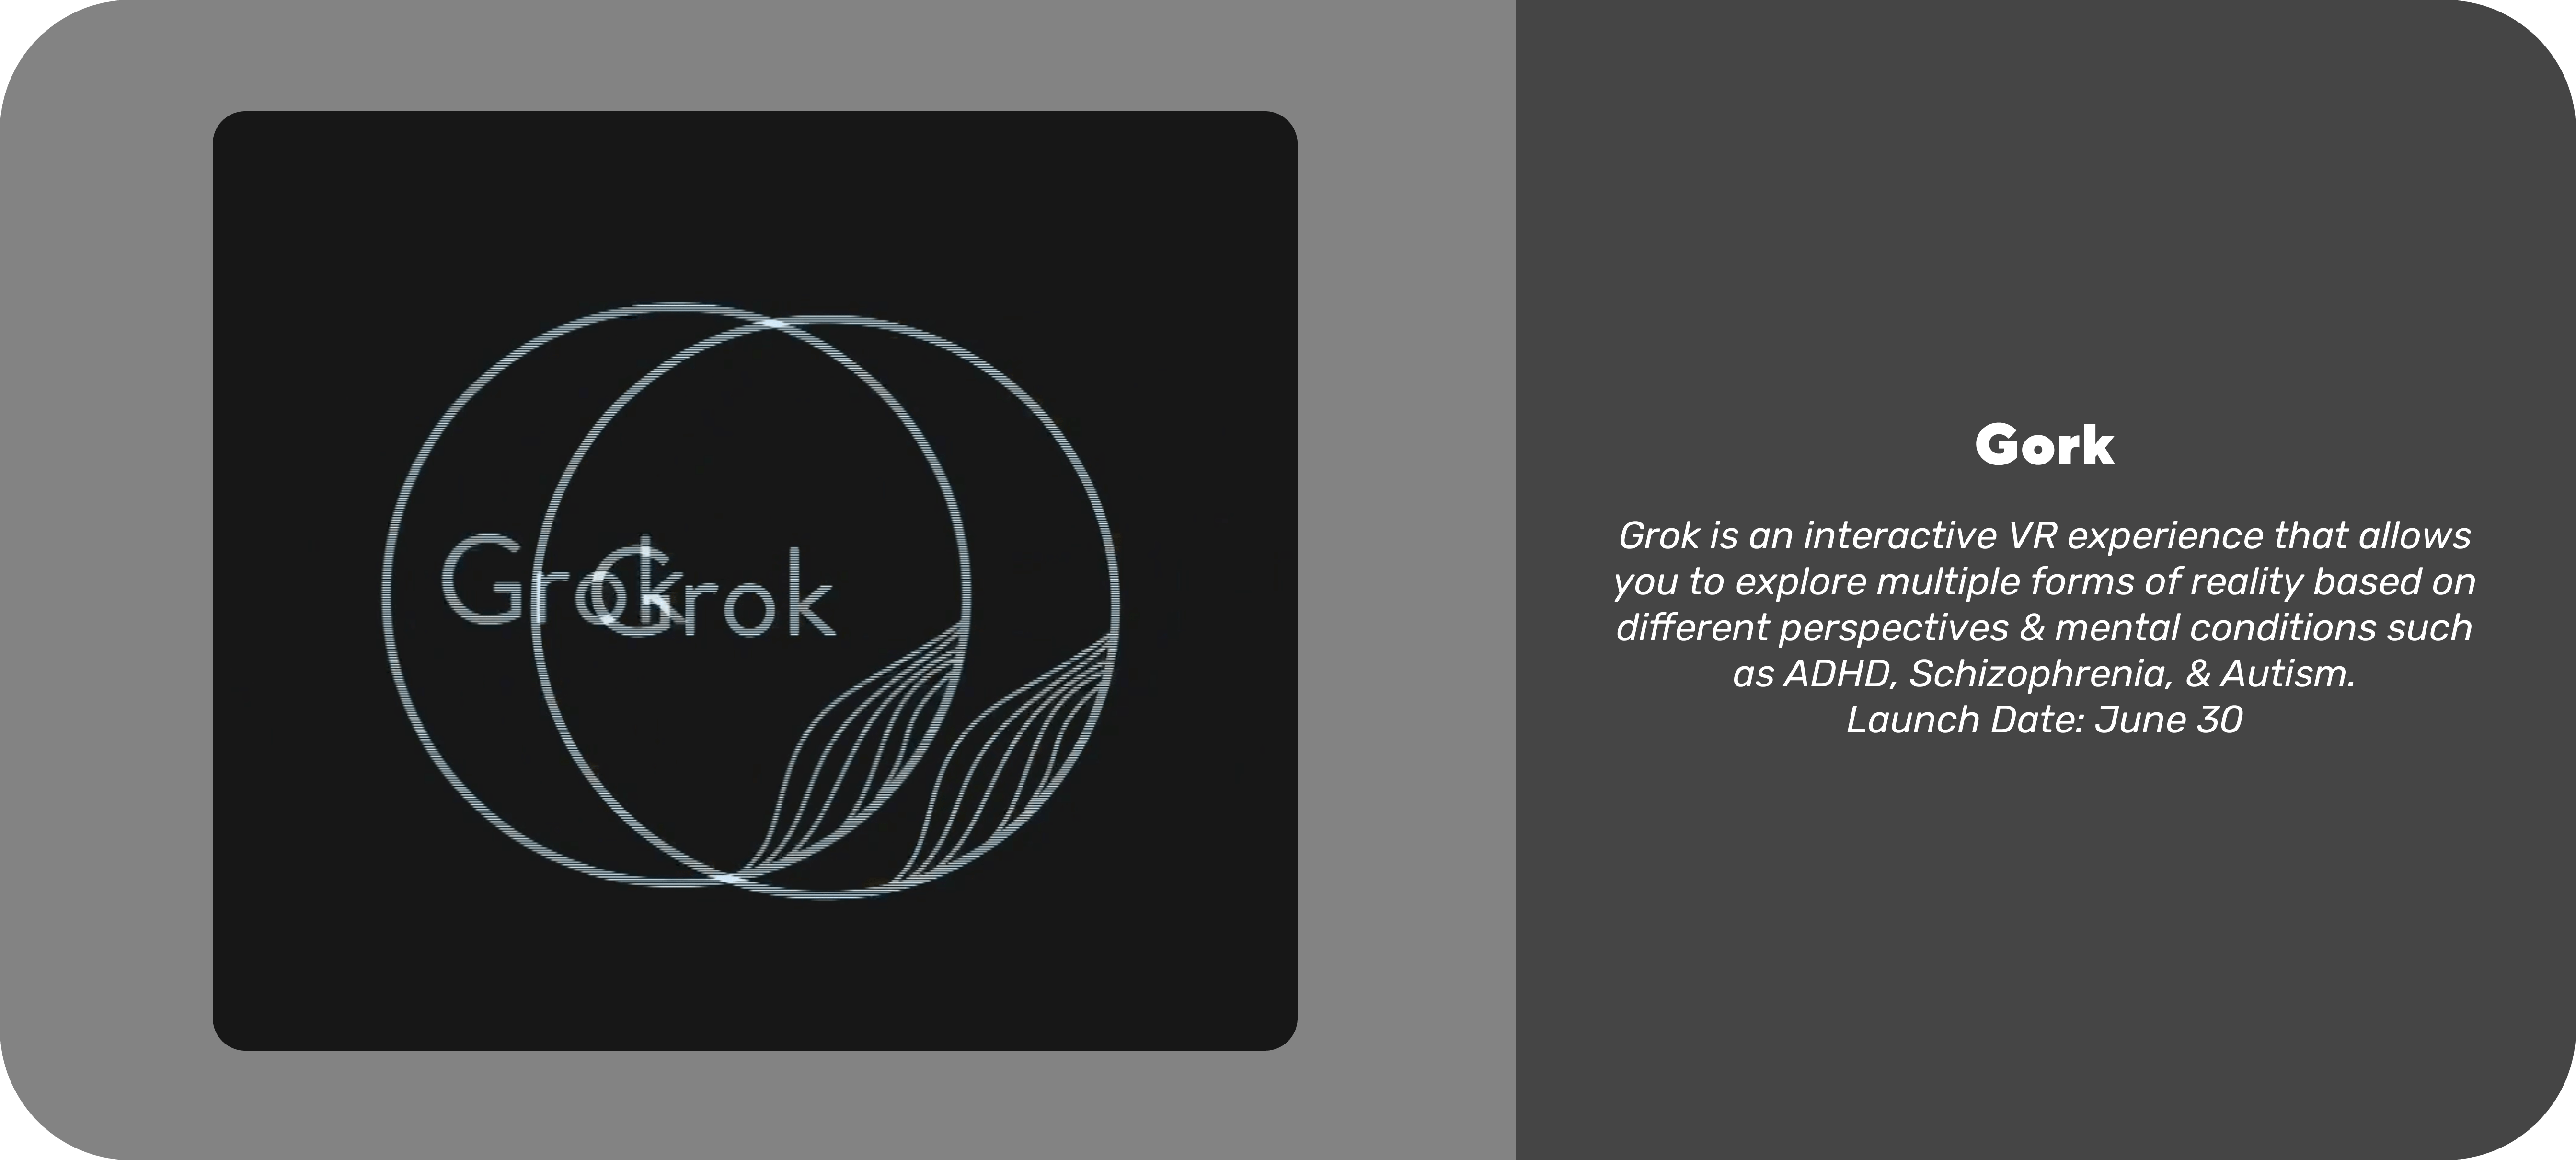 Grok
Grok
Gork
Grok is an interactive VR experience that allows
you to explore multiple forms of reality based on
different perspectives & mental conditions such
as ADHD, Schizophrenia, & Autism.
Launch Date: June 30